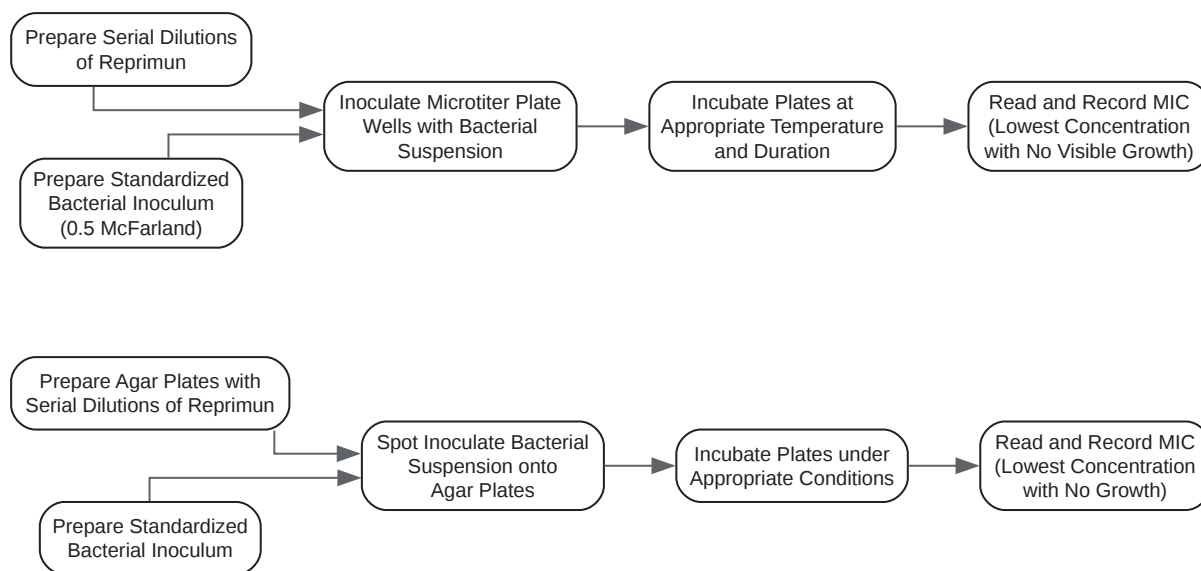 Prepare Serial Dilutions
of Reprimun
Inoculate Microtiter Plate
Wells with Bacterial
Suspension
Incubate Plates at
Appropriate Temperature
and Duration
Read and Record MIC
(Lowest Concentration
with No Visible Growth)
Prepare Standardized
Bacterial Inoculum
(0.5 McFarland)
Prepare Agar Plates with
Serial Dilutions of Reprimun
Spot Inoculate Bacterial
Suspension onto
Agar Plates
Incubate Plates under
Appropriate Conditions
Read and Record MIC
(Lowest Concentration
with No Growth)
Prepare Standardized
Bacterial Inoculum